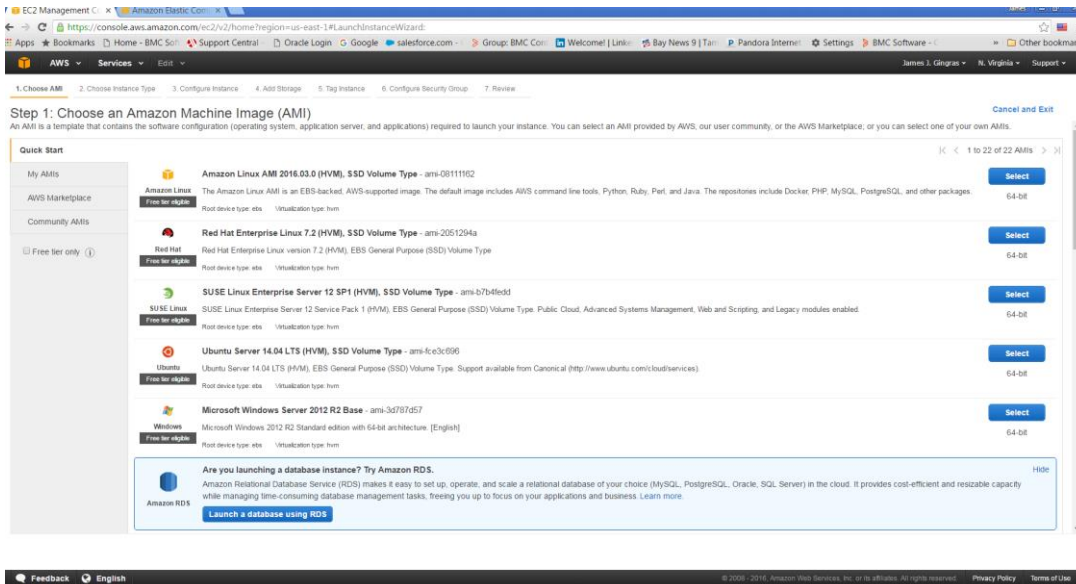 EC2 Management C
Amazon Elastic Com
James
https://console.aws.amazon.com/ec2/v2/home?region=us-east-1#LaunchInstanceWizard:
Apps Bookmarks Home - BMC Soft Support Central Oracle Login Google salesforce.com - Group: BMC Com Welcome! | Linke Bay News 9 | Tam Pandora Internet Settings BMC Software - C » Other bookmar
AWS Services Edit James J. Gingras N. Virginia Support
1. Choose AMI 2. Choose Instance Type 3. Configure Instance 4. Add Storage 5. Tag Instance 6. Configure Security Group 7. Review
Step 1: Choose an Amazon Machine Image (AMI)
Cancel and Exit
An AMI is a template that contains the software configuration (operating system, application server, and applications) required to launch your instance. You can select an AMI provided by AWS, our user community, or the AWS Marketplace; or you can select one of your own AMIs.
Quick Start
1 to 22 of 22 AMIs
My AMIs
AWS Marketplace
Community AMIs
Free tier only
Amazon Linux
Free tier eligible
Amazon Linux AMI 2016.03.0 (HVM), SSD Volume Type - ami-08111162
The Amazon Linux AMI is an EBS-backed, AWS-supported image. The default image includes AWS command line tools, Python, Ruby, Perl, and Java. The repositories include Docker, PHP, MySQL, PostgreSQL, and other packages.
Root device type: ebs Virtualization type: hvm
Select
64-bit
Red Hat
Free tier eligible
Red Hat Enterprise Linux 7.2 (HVM), SSD Volume Type - ami-2051294a
Red Hat Enterprise Linux version 7.2 (HVM), EBS General Purpose (SSD) Volume Type
Root device type: ebs Virtualization type: hvm
Select
64-bit
SUSE Linux
Free tier eligible
SUSE Linux Enterprise Server 12 SP1 (HVM), SSD Volume Type - ami-b7b4fedd
SUSE Linux Enterprise Server 12 Service Pack 1 (HVM), EBS General Purpose (SSD) Volume Type. Public Cloud, Advanced Systems Management, Web and Scripting, and Legacy modules enabled.
Root device type: ebs Virtualization type: hvm
Select
64-bit
Ubuntu
Free tier eligible
Ubuntu Server 14.04 LTS (HVM), SSD Volume Type - ami-fce3c696
Ubuntu Server 14.04 LTS (HVM), EBS General Purpose (SSD) Volume Type. Support available from Canonical (http://www.ubuntu.com/cloud/services).
Root device type: ebs Virtualization type: hvm
Select
64-bit
Windows
Free tier eligible
Microsoft Windows Server 2012 R2 Base - ami-3d787d57
Microsoft Windows 2012 R2 Standard edition with 64-bit architecture. [English]
Root device type: ebs Virtualization type: hvm
Select
64-bit
Amazon RDS
Are you launching a database instance? Try Amazon RDS.
Hide
Amazon Relational Database Service (RDS) makes it easy to set up, operate, and scale a relational database of your choice (MySQL, PostgreSQL, Oracle, SQL Server) in the cloud. It provides cost-efficient and resizable capacity
while managing time-consuming database management tasks, freeing you up to focus on your applications and business. Learn more.
Launch a database using RDS
Feedback English
© 2008 - 2016, Amazon Web Services, Inc. or its affiliates. All rights reserved. Privacy Policy Terms of Use